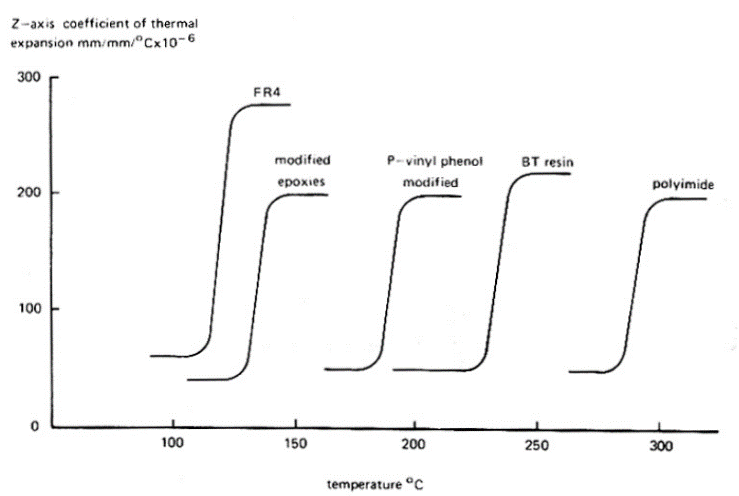 Z-axis coefficient of thermal
expansion mm/mm/°Cx10⁻⁶
300
FR4
modified
epoxies
P-vinyl phenol
modified
BT resin
polyimide
200
100
0
100
150
200
250
300
temperature °C